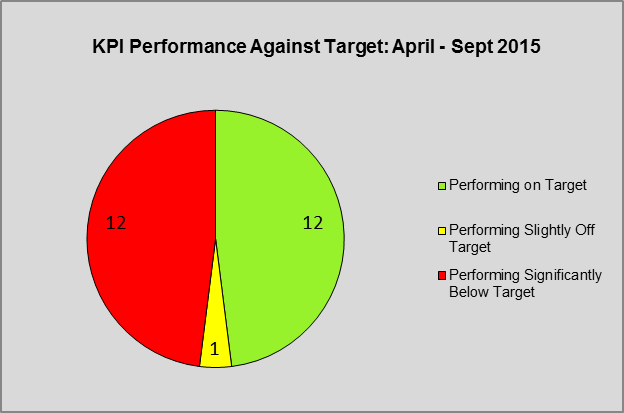 KPI Performance Against Target: April - Sept 2015
12
12
1
Performing on Target
Performing Slightly Off
Target
Performing Significantly
Below Target